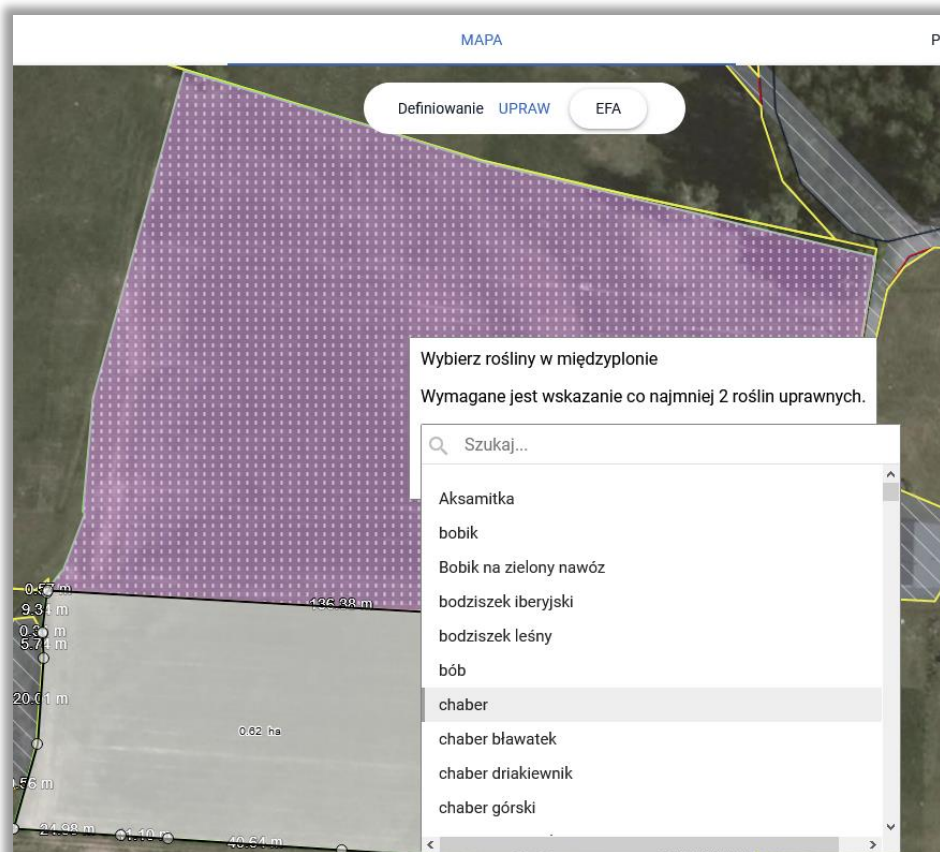 MAPA
P
Definiowanie UPRAW EFA
Wybierz rośliny w międzyplonie
Wymagane jest wskazanie co najmniej 2 roślin uprawnych.
Szukaj...
Aksamitka
bobik
Bobik na zielony nawóz
bodziszek iberyjski
bodziszek leśny
bób
chaber
chaber bławatek
chaber driakiewnik
chaber górski
136.38 m
9.34 m
5.74 m
20.01 m
0.62 ha
24.98 m
40.64 m